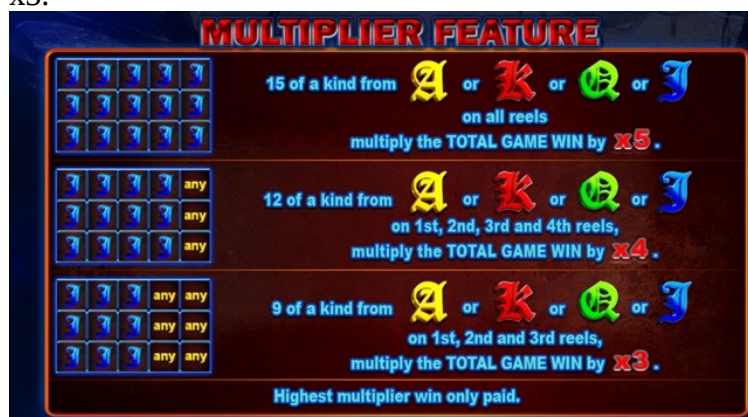 x3.
MULTIPLIER FEATURE
J J J J J
J J J J J
J J J J J
15 of a kind from A or K or Q or J
on all reels
multiply the TOTAL GAME WIN by x5.
J J J J any
J J J J any
J J J J any
12 of a kind from A or K or Q or J
on 1st, 2nd, 3rd and 4th reels,
multiply the TOTAL GAME WIN by x4.
J J J any any
J J J any any
J J J any any
9 of a kind from A or K or Q or J
on 1st, 2nd and 3rd reels,
multiply the TOTAL GAME WIN by x3.
Highest multiplier win only paid.